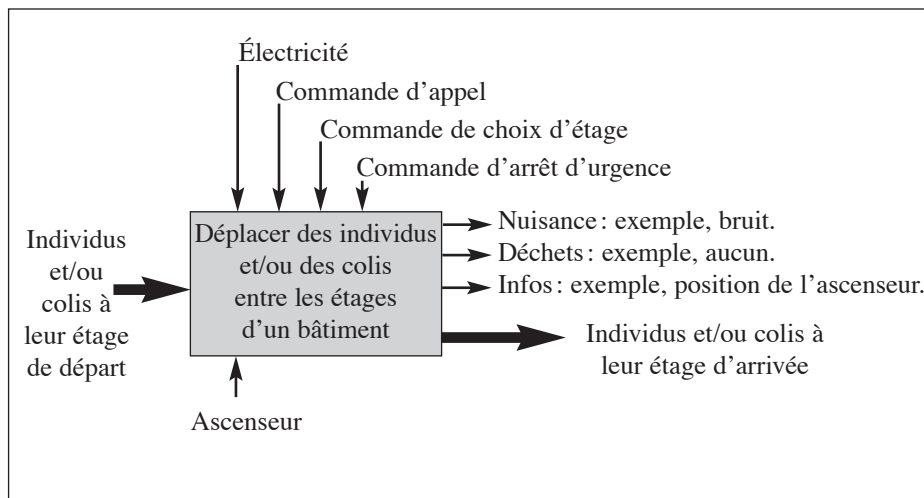 Électricité
Commande d'appel
Commande de choix d'étage
Commande d'arrêt d'urgence
Individus
et/ou
colis à
leur étage
de départ
Déplacer des individus
et/ou des colis
entre les étages
d'un bâtiment
Nuisance : exemple, bruit.
Déchets : exemple, aucun.
Infos : exemple, position de l'ascenseur.
Individus et/ou colis à
leur étage d'arrivée
Ascenseur